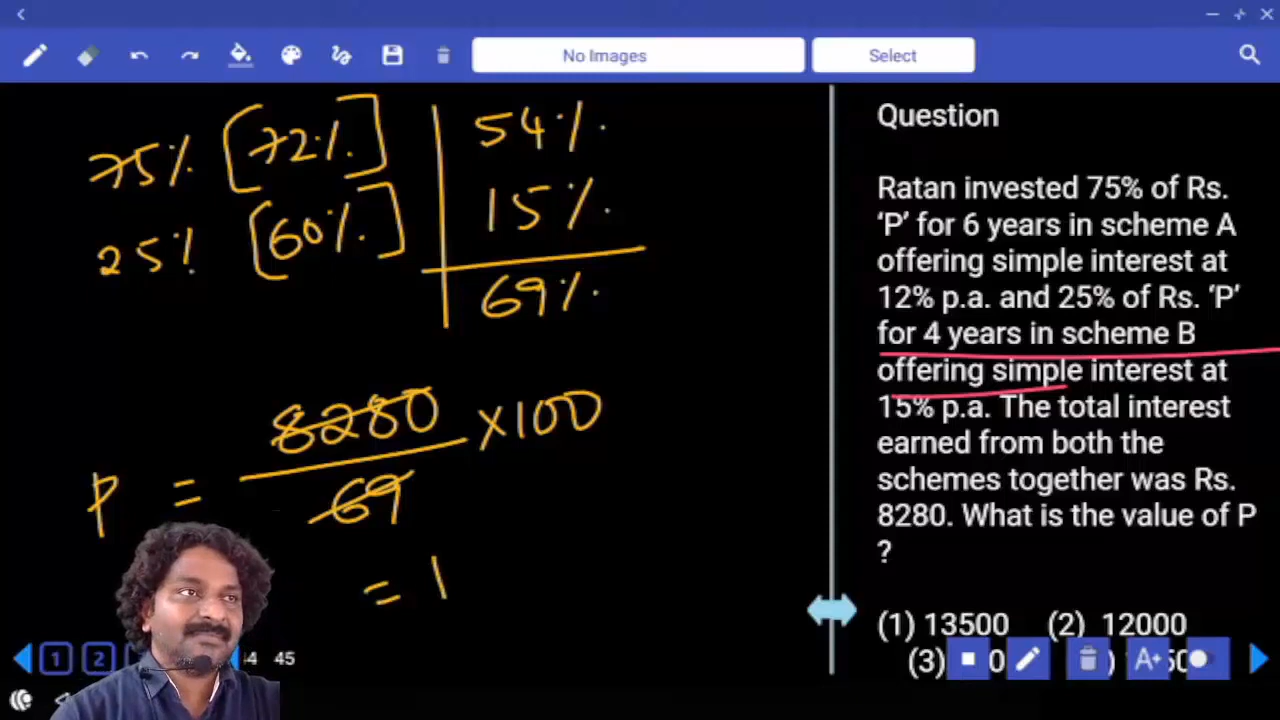 No Images
Select
75% [72%.] 54%.
25% [60%.] 15%.
69%.
P = 8280/69 ×100
= 1
Question
Ratan invested 75% of Rs.
‘P’ for 6 years in scheme A
offering simple interest at
12% p.a. and 25% of Rs. ‘P’
for 4 years in scheme B
offering simple interest at
15% p.a. The total interest
earned from both the
schemes together was Rs.
8280. What is the value of P
?
(1) 13500 (2) 12000
(3)
1 2 45
A+